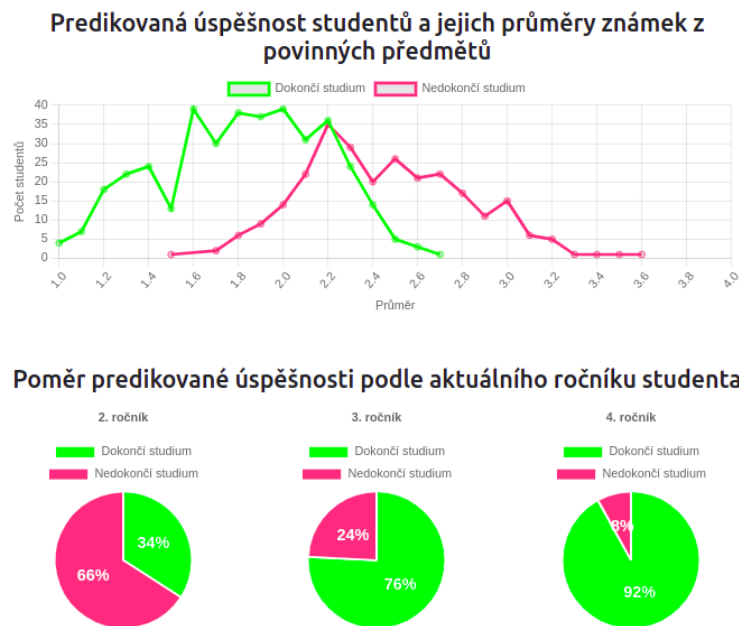 Predikovaná úspěšnost studentů a jejich průměry známek z
povinných předmětů
Dokončí studium Nedokončí studium
40
35
30
25
20
15
10
5
0
Počet studentů
1.0 1.2 1.4 1.6 1.8 2.0 2.2 2.4 2.6 2.8 3.0 3.2 3.4 3.6 3.8 4.0
Průměr
Poměr predikované úspěšnosti podle aktuálního ročníku studenta
2. ročník
Dokončí studium
Nedokončí studium
34%
66%
3. ročník
Dokončí studium
Nedokončí studium
24%
76%
4. ročník
Dokončí studium
Nedokončí studium
8%
92%